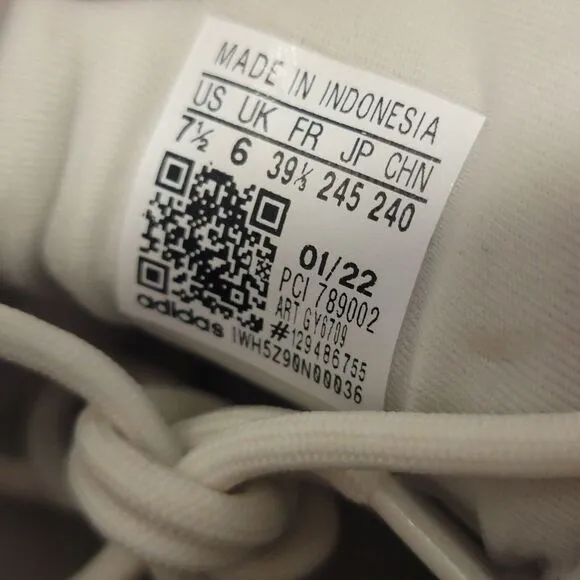 MADE IN INDONESIA
US UK FR JP CHN
7½ 6 39⅓ 245 240
01/22
PCI 789002
ART GY6709
#129486755
adidas 1WH5Z90N00036